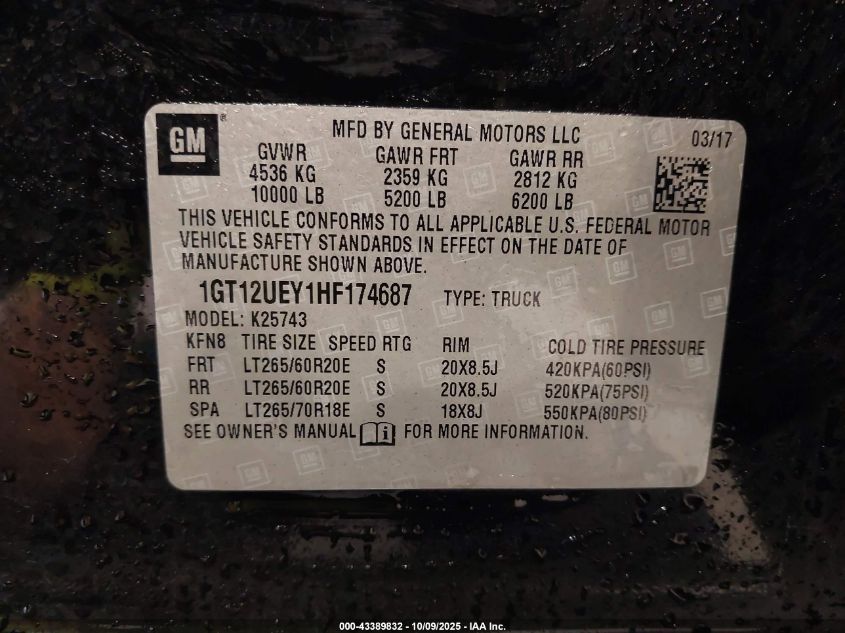 GM
MFD BY GENERAL MOTORS LLC 03/17
GVWR GAWR FRT GAWR RR
4536 KG 2359 KG 2812 KG
10000 LB 5200 LB 6200 LB
THIS VEHICLE CONFORMS TO ALL APPLICABLE U.S. FEDERAL MOTOR
VEHICLE SAFETY STANDARDS IN EFFECT ON THE DATE OF
MANUFACTURE SHOWN ABOVE.
1GT12UEY1HF174687 TYPE: TRUCK
MODEL: K25743
KFN8 TIRE SIZE SPEED RTG RIM COLD TIRE PRESSURE
FRT LT265/60R20E S 20X8.5J 420KPA(60PSI)
RR LT265/60R20E S 20X8.5J 520KPA(75PSI)
SPA LT265/70R18E S 18X8J 550KPA(80PSI)
SEE OWNER'S MANUAL FOR MORE INFORMATION.
000-43389832 - 10/09/2025 - IAA Inc.